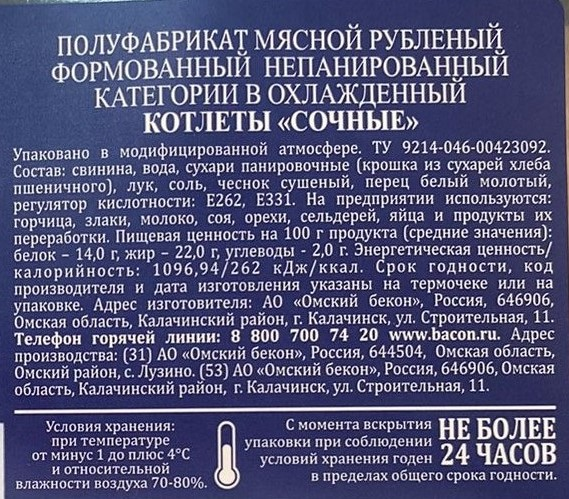 ПОЛУФАБРИКАТ МЯСНОЙ РУБЛЕНЫЙ
ФОРМОВАННЫЙ НЕПАНИРОВАННЫЙ
КАТЕГОРИИ В ОХЛАЖДЕННЫЙ
КОТЛЕТЫ «СОЧНЫЕ»
Упаковано в модифицированной атмосфере. ТУ 9214-046-00423092.
Состав: свинина, вода, сухари панировочные (крошка из сухарей хлеба
пшеничного), лук, соль, чеснок сушеный, перец белый молотый,
регулятор кислотности: Е262, Е331. На предприятии используются:
горчица, злаки, молоко, соя, орехи, сельдерей, яйца и продукты их
переработки. Пищевая ценность на 100 г продукта (средние значения):
белок – 14,0 г, жир – 22,0 г, углеводы - 2,0 г. Энергетическая ценность/
калорийность: 1096,94/262 кДж/ккал. Срок годности, код
производителя и дата изготовления указаны на термочеке или на
упаковке. Адрес изготовителя: АО «Омский бекон», Россия, 646906,
Омская область, Калачинский район, г. Калачинск, ул. Строительная, 11.
Телефон горячей линии: 8 800 700 74 20 www.bacon.ru. Адрес
производства: (31) АО «Омский бекон», Россия, 644504, Омская область,
Омский район, с. Лузино. (53) АО «Омский бекон», Россия, 646906, Омская
область, Калачинский район, г. Калачинск, ул. Строительная, 11.
Условия хранения:
при температуре
от минус 1 до плюс 4°С
и относительной
влажности воздуха 70-80%.
С момента вскрытия
упаковки при соблюдении
условий хранения годен
НЕ БОЛЕЕ
24 ЧАСОВ
в пределах общего срока годности.